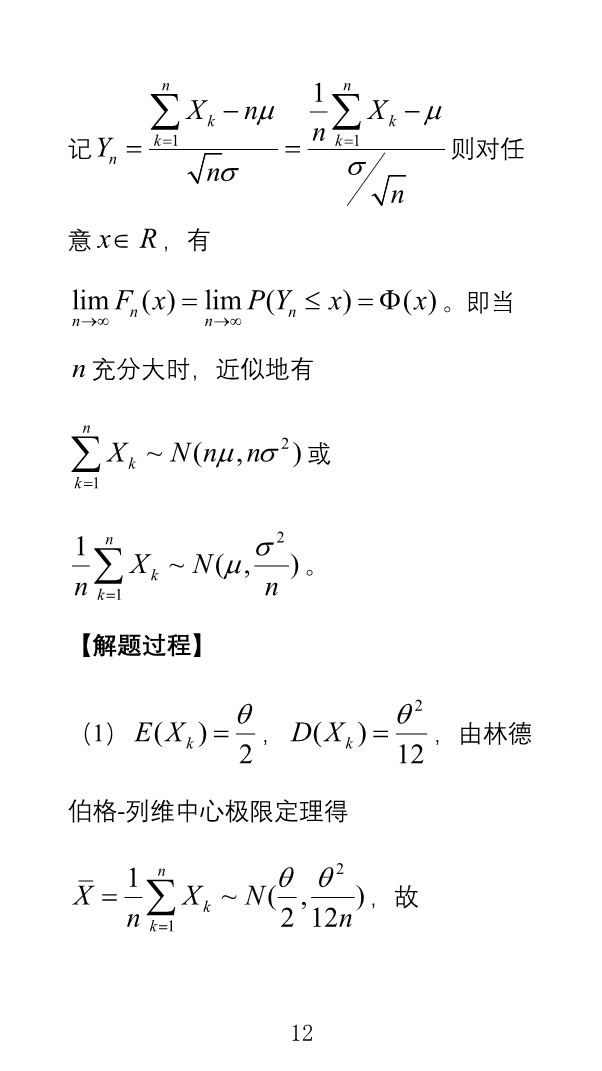 记 $Y_n = \frac{\sum_{k=1}^{n} X_k - n\mu}{\sqrt{n}\sigma} = \frac{\frac{1}{n}\sum_{k=1}^{n} X_k - \mu}{\sigma / \sqrt{n}}$ 则对任
意 $x \in R$，有
$\lim_{n \to \infty} F_n(x) = \lim_{n \to \infty} P(Y_n \leq x) = \Phi(x)$。即当
$n$ 充分大时，近似地有
$\sum_{k=1}^{n} X_k \sim N(n\mu, n\sigma^2)$ 或
$\frac{1}{n}\sum_{k=1}^{n} X_k \sim N(\mu, \frac{\sigma^2}{n})$。
【解题过程】
（1）$E(X_k) = \frac{\theta}{2}$，$D(X_k) = \frac{\theta^2}{12}$，由林德
伯格-列维中心极限定理得
$\overline{X} = \frac{1}{n}\sum_{k=1}^{n} X_k \sim N(\frac{\theta}{2}, \frac{\theta^2}{12n})$，故
12